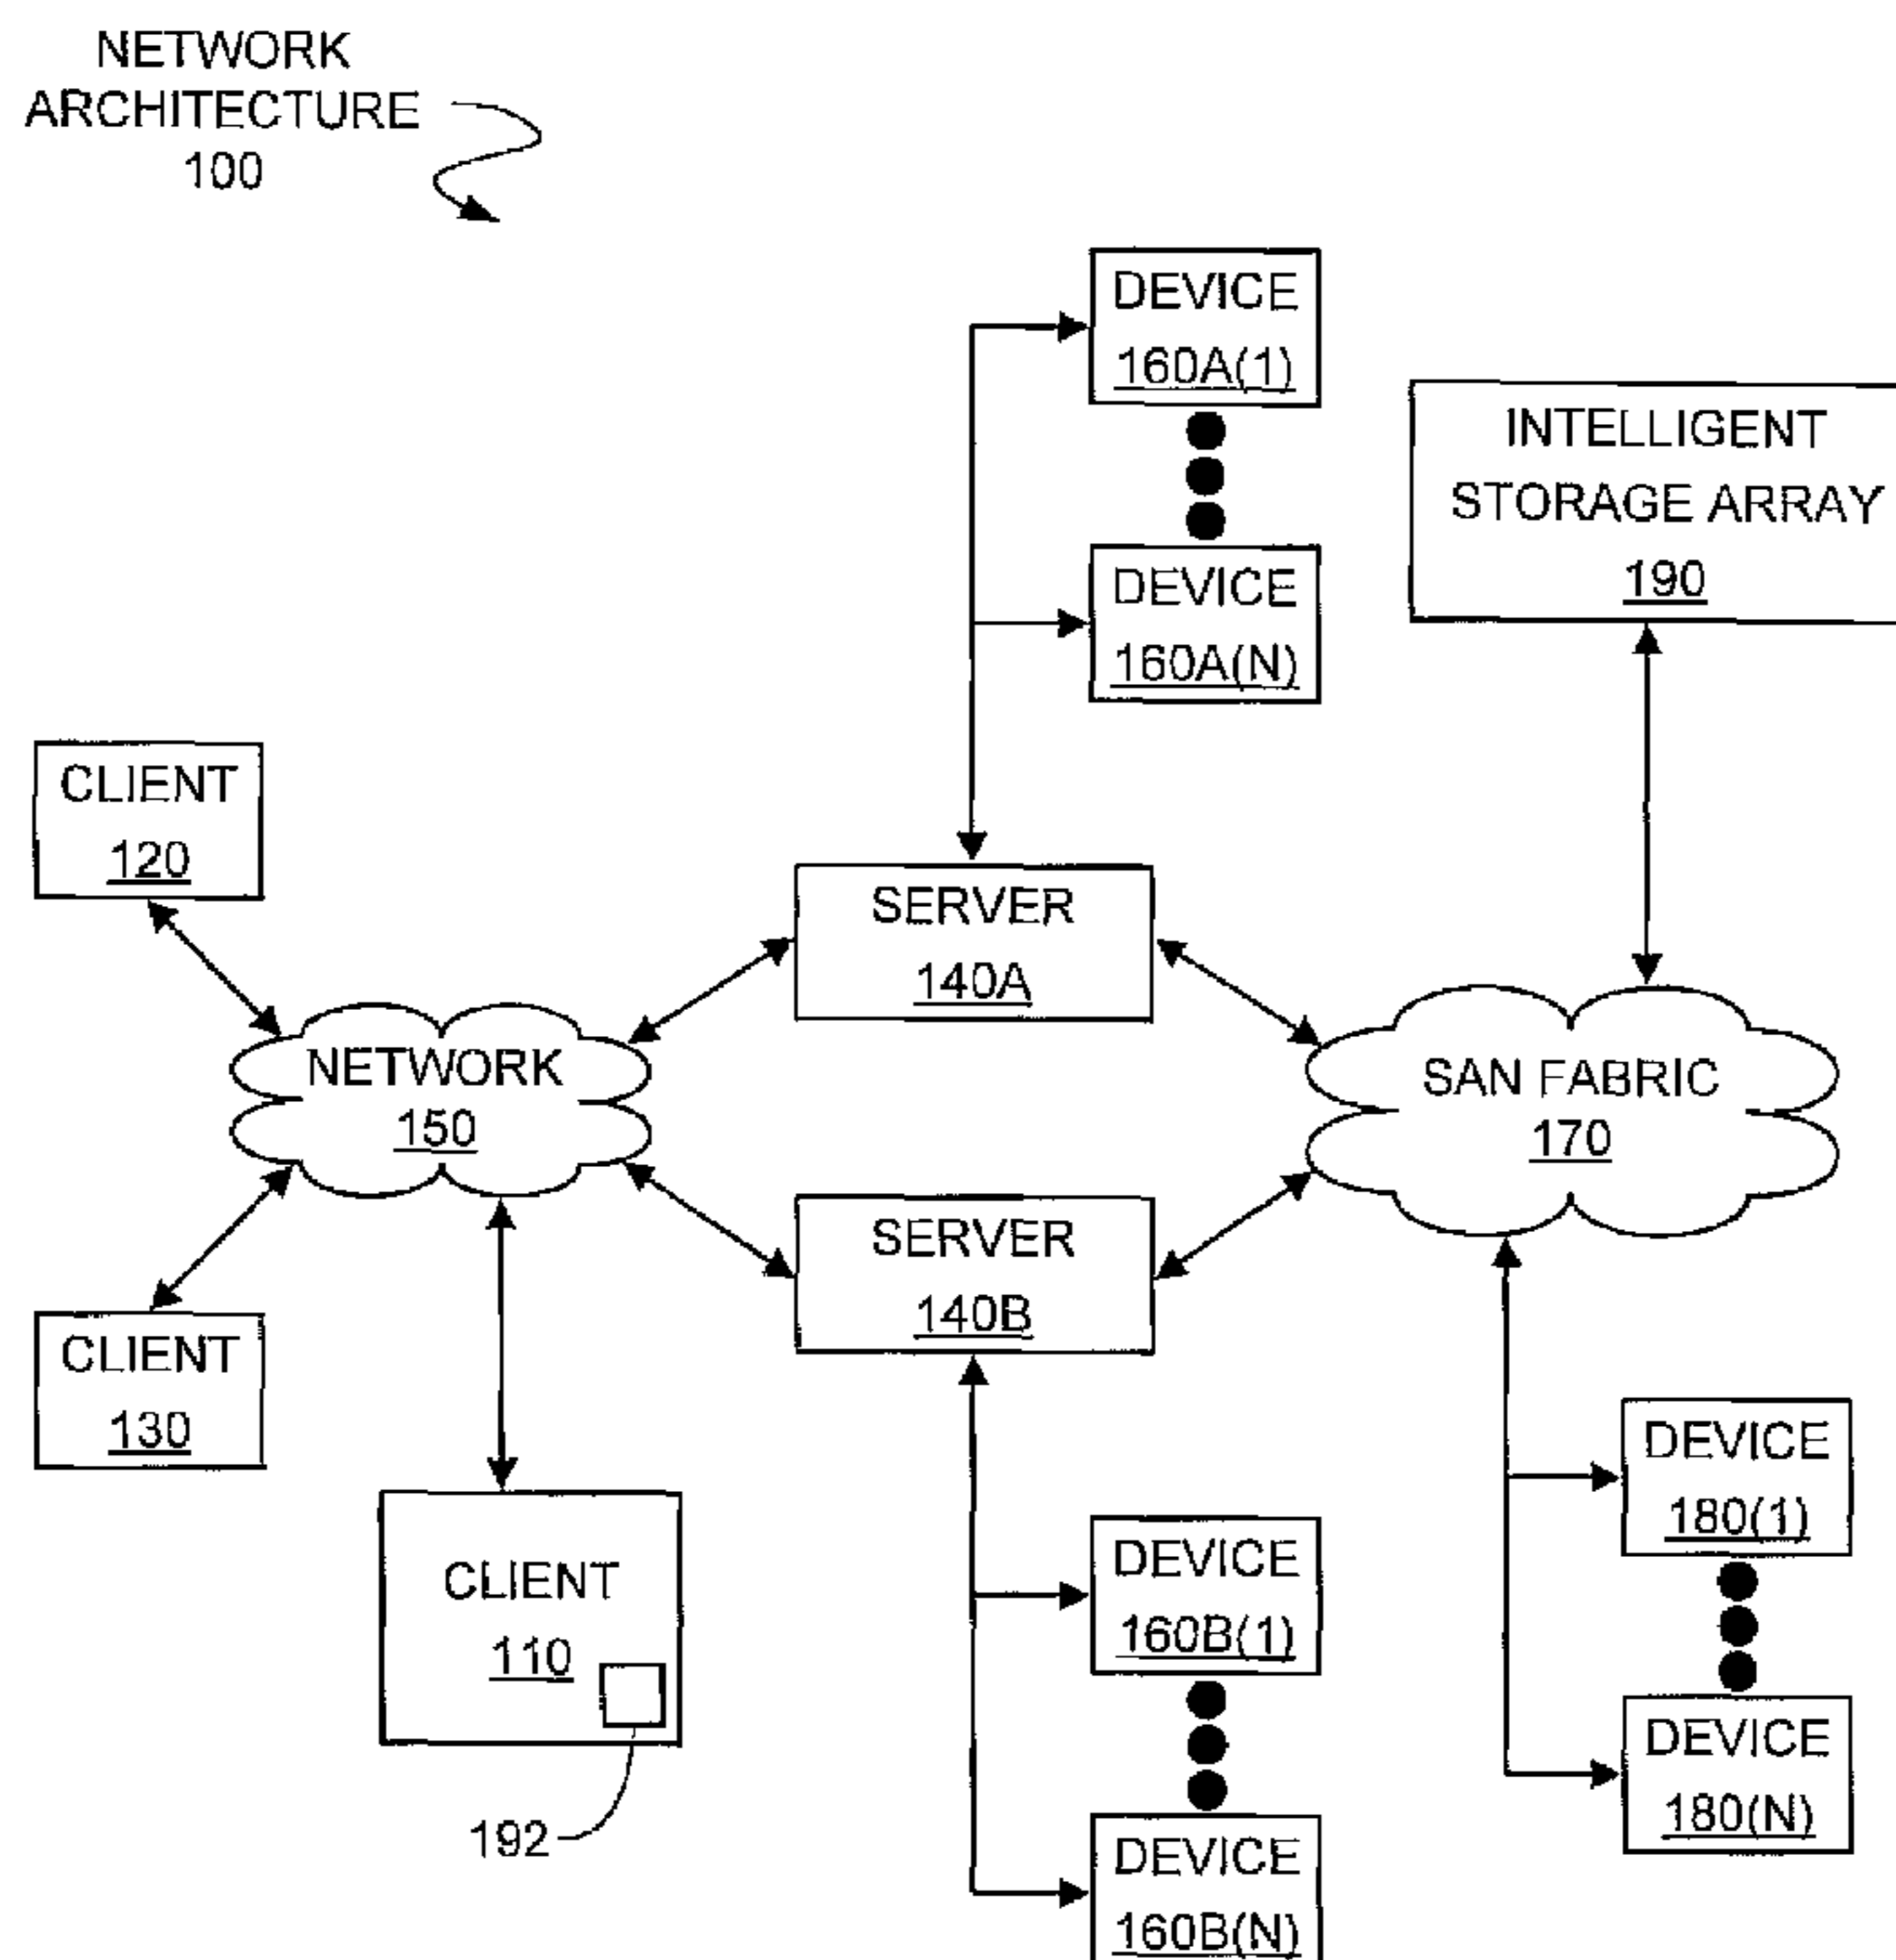 NETWORK
ARCHITECTURE
100
DEVICE
160A(1)
DEVICE
160A(N)
INTELLIGENT
STORAGE ARRAY
190
CLIENT
120
SERVER
140A
NETWORK
150
SAN FABRIC
170
SERVER
140B
CLIENT
130
CLIENT
110
192
DEVICE
160B(1)
DEVICE
160B(N)
DEVICE
180(1)
DEVICE
180(N)